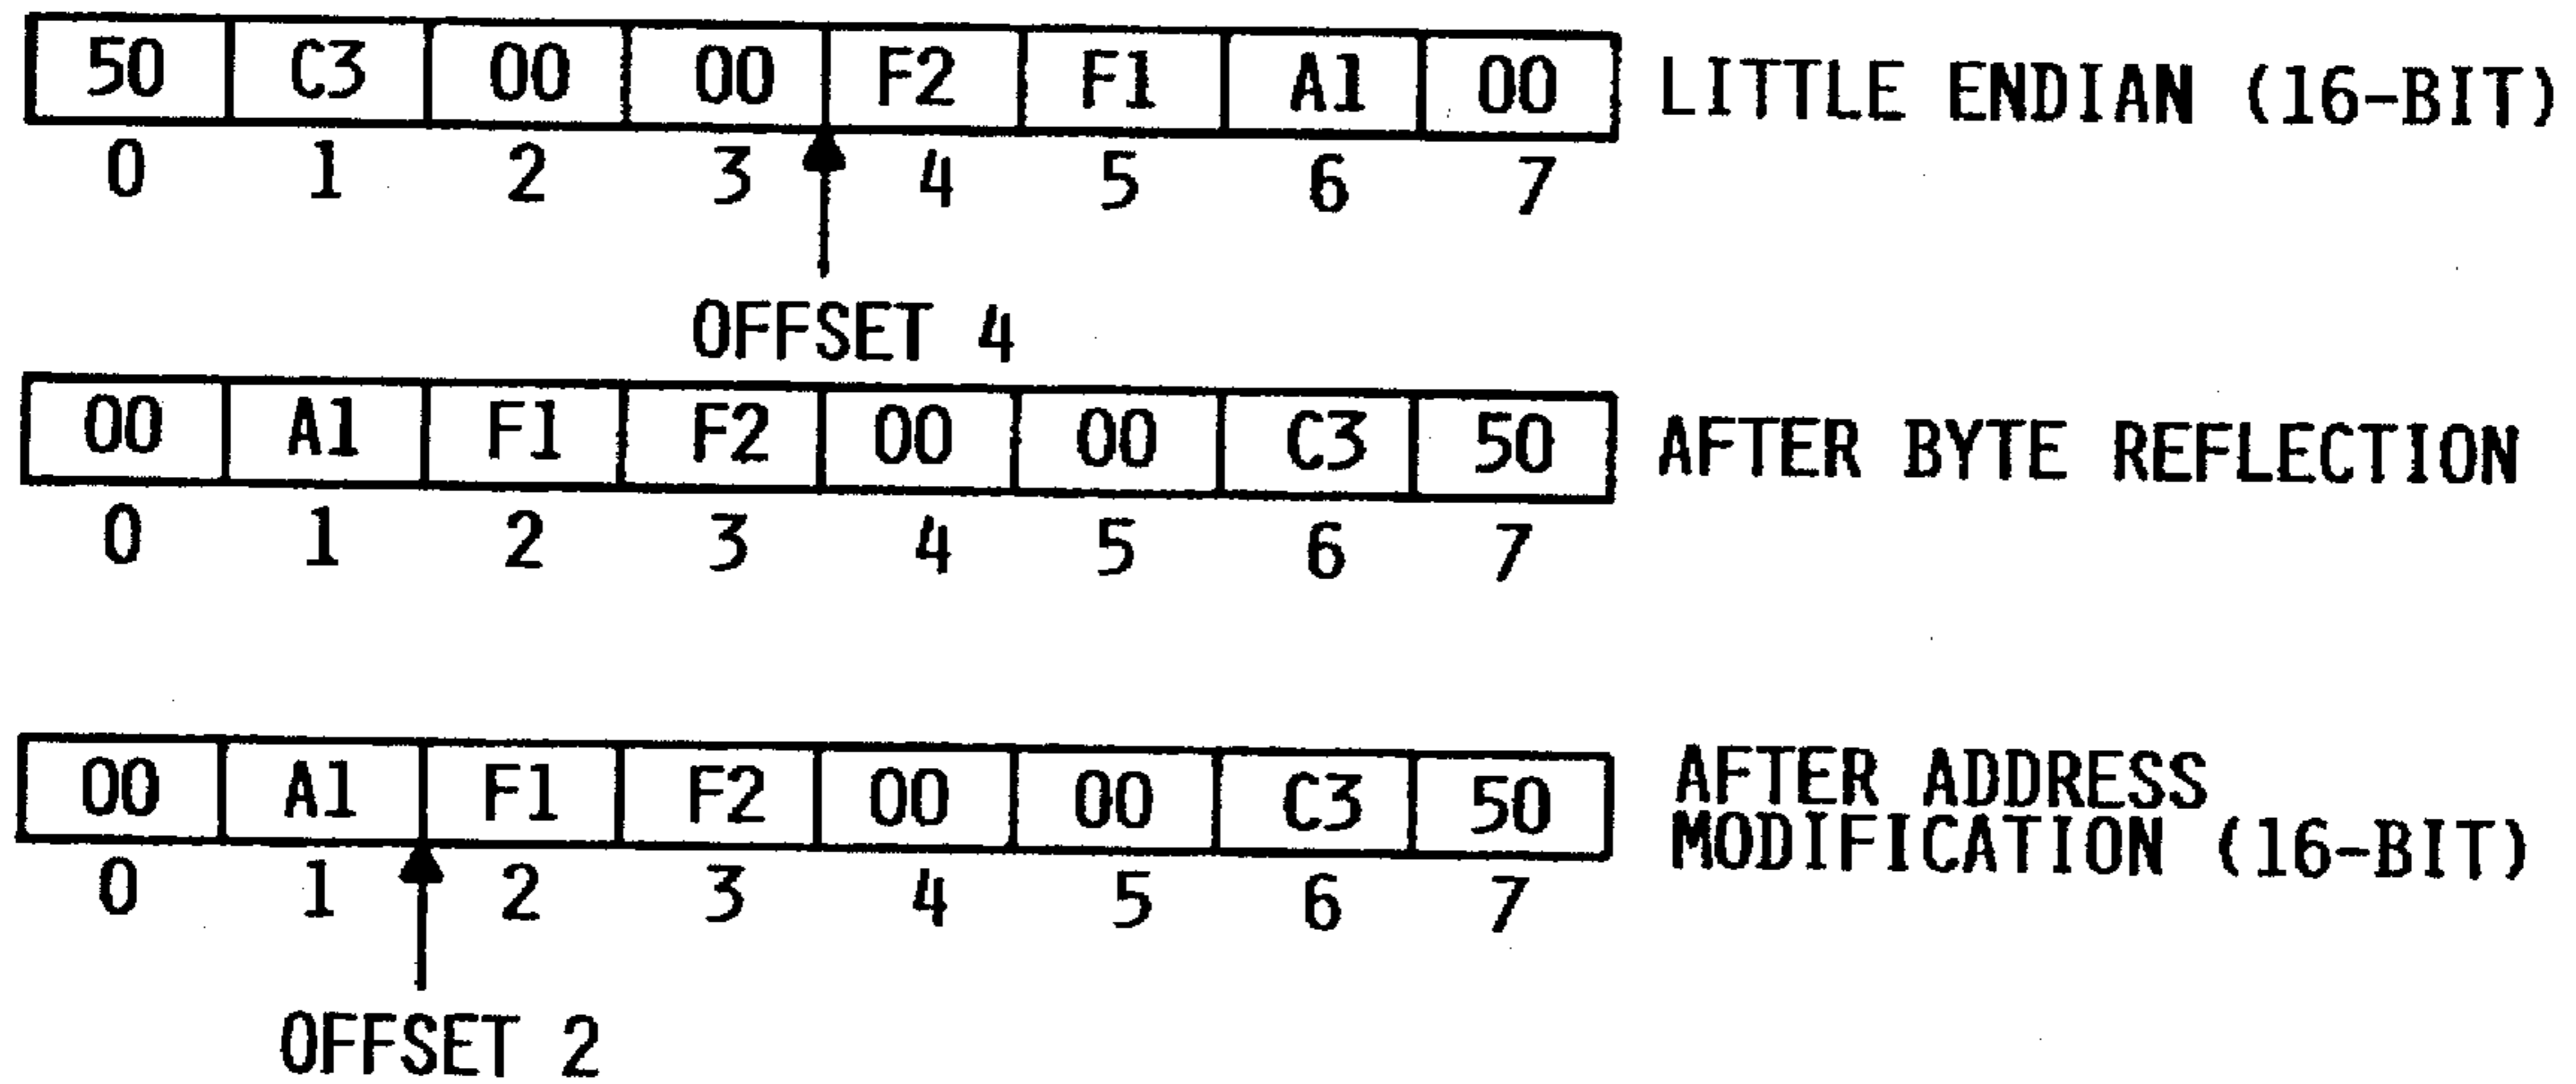 50 C3 00 00 F2 F1 A1 00 LITTLE ENDIAN (16-BIT)
0 1 2 3 4 5 6 7
OFFSET 4
00 A1 F1 F2 00 00 C3 50 AFTER BYTE REFLECTION
0 1 2 3 4 5 6 7
00 A1 F1 F2 00 00 C3 50 AFTER ADDRESS
MODIFICATION (16-BIT)
0 1 2 3 4 5 6 7
OFFSET 2